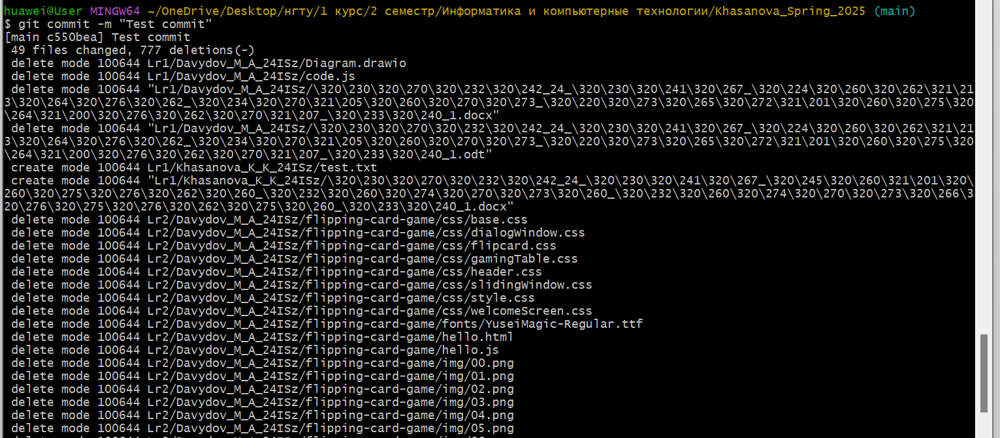 huawei@User MINGW64 ~/OneDrive/Desktop/нгту/1 курс/2 семестр/Информатика и компьютерные технологии/Khasanova_Spring_2025 (main)
$ git commit -m "Test commit"
[main c550bea] Test commit
 49 files changed, 777 deletions(-)
 delete mode 100644 Lr1/Davydov_M_A_24ISz/Diagram.drawio
 delete mode 100644 Lr1/Davydov_M_A_24ISz/code.js
 delete mode 100644 "Lr1/Davydov_M_A_24ISz/\320\230\320\270\320\232\320\242_24_\320\230\320\241\320\267_\320\224\320\260\320\262\321\21
3\320\264\320\276\320\262_\320\234\320\270\321\205\320\260\320\270\320\273_\320\220\320\273\320\265\320\272\321\201\320\260\320\275\320
\264\321\200\320\276\320\262\320\270\321\207_\320\233\320\240_1.docx"
 delete mode 100644 "Lr1/Davydov_M_A_24ISz/\320\230\320\270\320\232\320\242_24_\320\230\320\241\320\267_\320\224\320\260\320\262\321\21
3\320\264\320\276\320\262_\320\234\320\270\321\205\320\260\320\270\320\273_\320\220\320\273\320\265\320\272\321\201\320\260\320\275\320
\264\321\200\320\276\320\262\320\270\321\207_\320\233\320\240_1.odt"
 create mode 100644 Lr1/Khasanova_K_K_24ISz/test.txt
 create mode 100644 "Lr1/Khasanova_K_K_24ISz/\320\230\320\270\320\232\320\242_24_\320\230\320\241\320\267_\320\245\320\260\321\201\320\
260\320\275\320\276\320\262\320\260_\320\232\320\260\320\274\320\270\320\273\320\260_\320\232\320\260\320\274\320\270\320\273\320\266\3
20\276\320\275\320\276\320\262\320\275\320\260_\320\233\320\240_1.docx"
 delete mode 100644 Lr2/Davydov_M_A_24ISz/flipping-card-game/css/base.css
 delete mode 100644 Lr2/Davydov_M_A_24ISz/flipping-card-game/css/dialogWindow.css
 delete mode 100644 Lr2/Davydov_M_A_24ISz/flipping-card-game/css/flipcard.css
 delete mode 100644 Lr2/Davydov_M_A_24ISz/flipping-card-game/css/gamingTable.css
 delete mode 100644 Lr2/Davydov_M_A_24ISz/flipping-card-game/css/header.css
 delete mode 100644 Lr2/Davydov_M_A_24ISz/flipping-card-game/css/slidingWindow.css
 delete mode 100644 Lr2/Davydov_M_A_24ISz/flipping-card-game/css/style.css
 delete mode 100644 Lr2/Davydov_M_A_24ISz/flipping-card-game/css/welcomeScreen.css
 delete mode 100644 Lr2/Davydov_M_A_24ISz/flipping-card-game/fonts/YuseiMagic-Regular.ttf
 delete mode 100644 Lr2/Davydov_M_A_24ISz/flipping-card-game/hello.html
 delete mode 100644 Lr2/Davydov_M_A_24ISz/flipping-card-game/hello.js
 delete mode 100644 Lr2/Davydov_M_A_24ISz/flipping-card-game/img/00.png
 delete mode 100644 Lr2/Davydov_M_A_24ISz/flipping-card-game/img/01.png
 delete mode 100644 Lr2/Davydov_M_A_24ISz/flipping-card-game/img/02.png
 delete mode 100644 Lr2/Davydov_M_A_24ISz/flipping-card-game/img/03.png
 delete mode 100644 Lr2/Davydov_M_A_24ISz/flipping-card-game/img/04.png
 delete mode 100644 Lr2/Davydov_M_A_24ISz/flipping-card-game/img/05.png